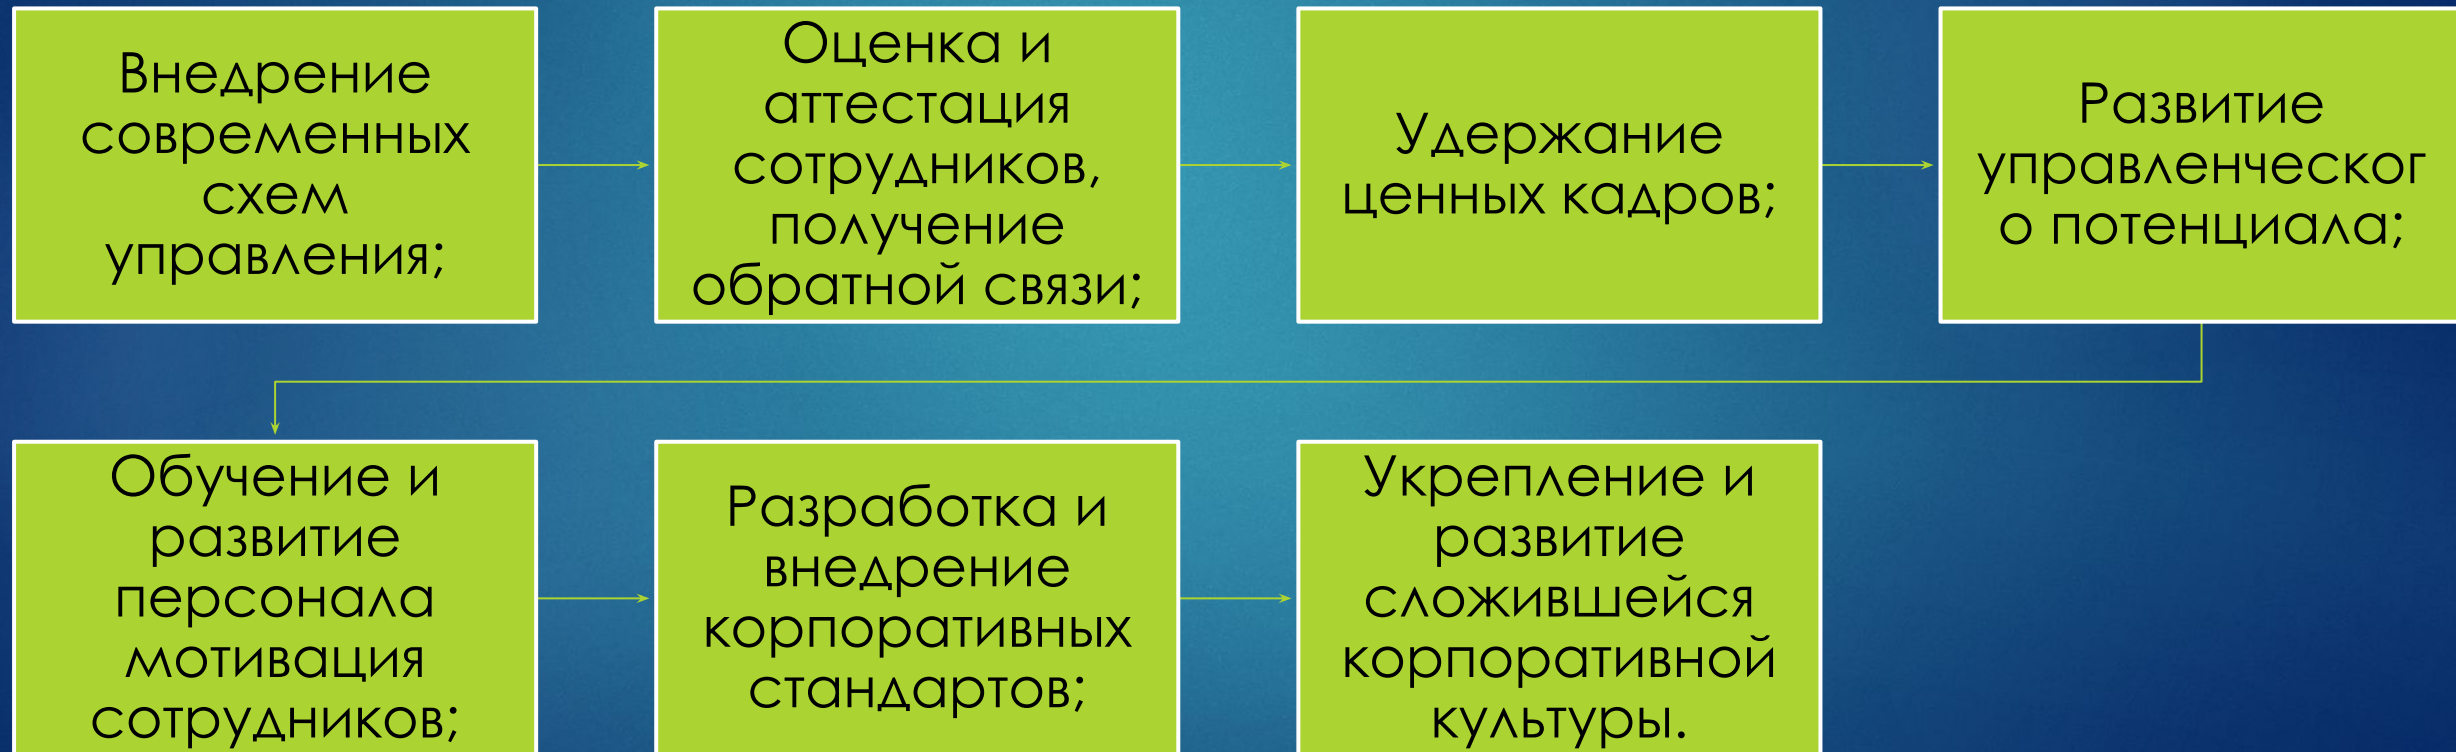 Внедрение
современных
схем
управления;
Оценка и
аттестация
сотрудников,
получение
обратной связи;
Удержание
ценных кадров;
Развитие
управленческог
о потенциала;
Обучение и
развитие
персонала
мотивация
сотрудников;
Разработка и
внедрение
корпоративных
стандартов;
Укрепление и
развитие
сложившейся
корпоративной
культуры.